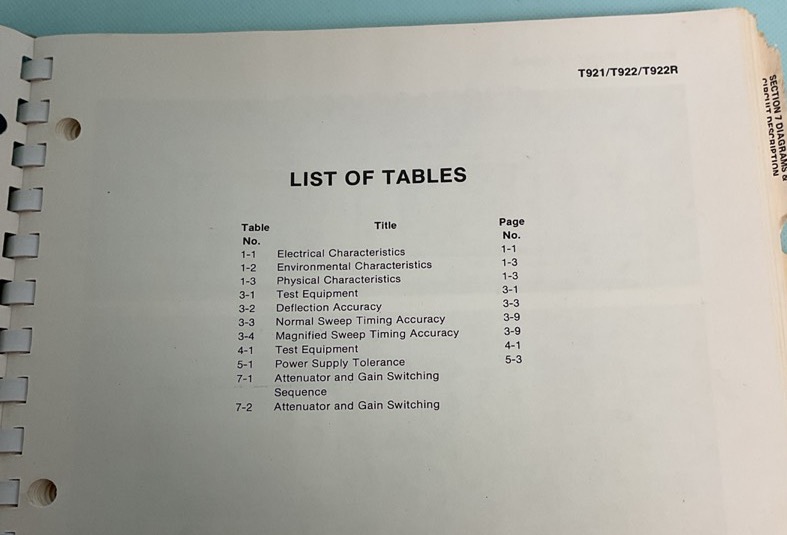 T921/T922/T922R
SECTION 7 DIAGRAMS &
CIRCUIT DESCRIPTION
LIST OF TABLES
Table Title Page
No. No.
1-1 Electrical Characteristics 1-1
1-2 Environmental Characteristics 1-3
1-3 Physical Characteristics 1-3
3-1 Test Equipment 3-1
3-2 Deflection Accuracy 3-3
3-3 Normal Sweep Timing Accuracy 3-9
3-4 Magnified Sweep Timing Accuracy 3-9
4-1 Test Equipment 4-1
5-1 Power Supply Tolerance 5-3
7-1 Attenuator and Gain Switching
Sequence
7-2 Attenuator and Gain Switching